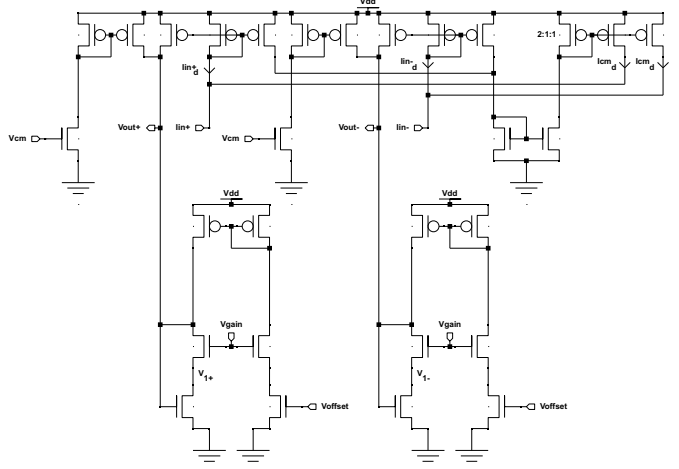 Vdd
2:1:1
Iin+
d
Iin-
d
Icm
d
Icm
d
Vcm
Vout+
Iin+
Vcm
Vout-
Iin-
Vdd
Vdd
Vgain
Vgain
V1+
V1-
Voffset
Voffset